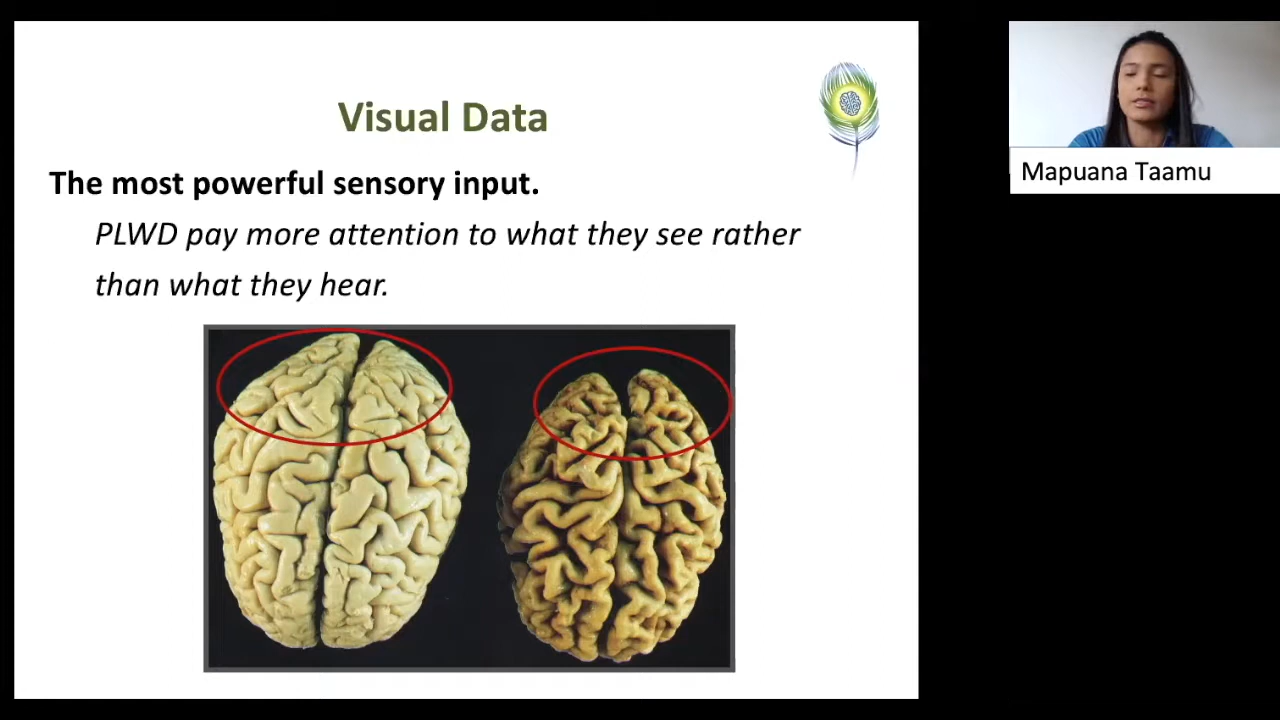 Visual Data
The most powerful sensory input.
PLWD pay more attention to what they see rather
than what they hear.
Mapuana Taamu